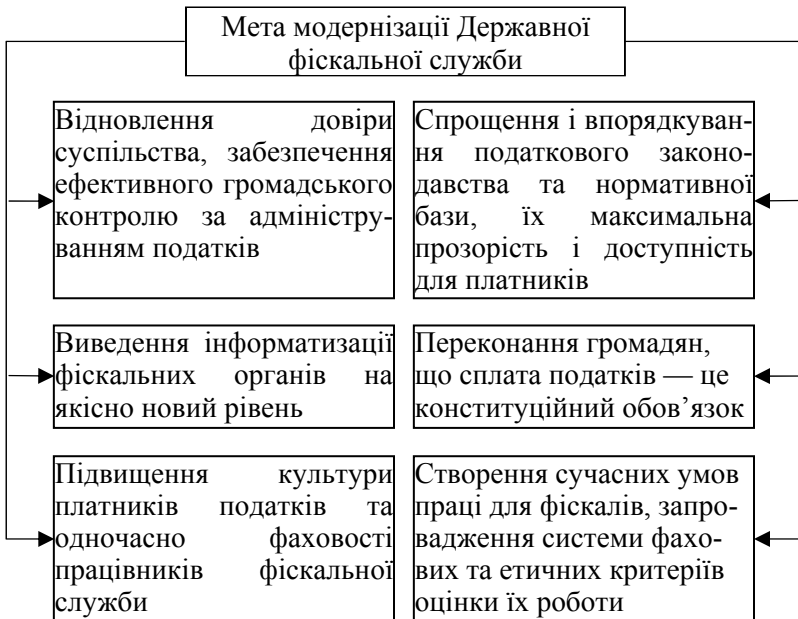 Мета модернізації Державної
фіскальної служби
Відновлення довіри
суспільства, забезпечення
ефективного громадського
контролю за адміністру-
ванням податків
Спрощення і впорядкуван-
ня податкового законо-
давства та нормативної
бази, їх максимальна
прозорість і доступність
для платників
Виведення інформатизації
фіскальних органів на
якісно новий рівень
Переконання громадян,
що сплата податків — це
конституційний обов’язок
Підвищення культури
платників податків та
одночасно фаховості
працівників фіскальної
служби
Створення сучасних умов
праці для фіскалів, запро-
вадження системи фахо-
вих та етичних критеріїв
оцінки їх роботи